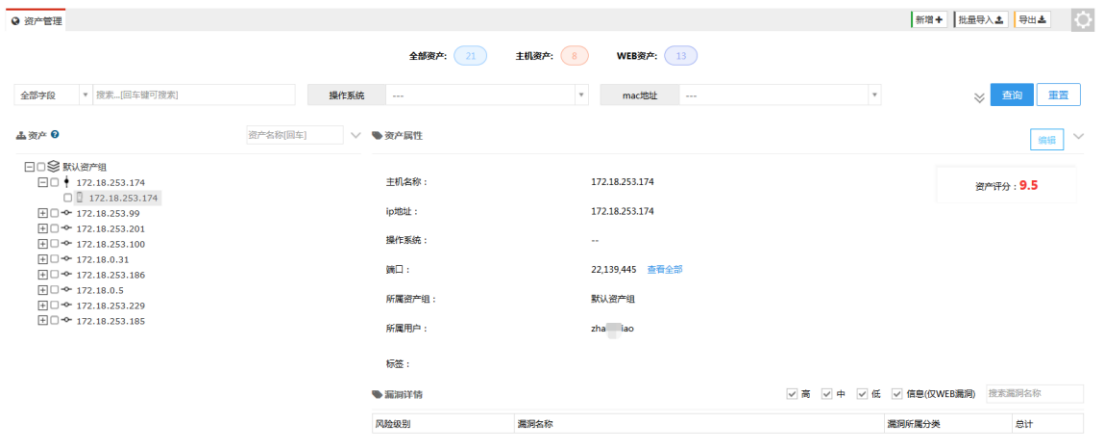 资产管理 新增 批量导入 导出
全部资产: 21 主机资产: 8 WEB资产: 13
全部字段 搜索...[回车键可搜索] 操作系统 --- mac地址 --- 查询 重置
资产 资产名称[回车] 资产属性 编辑
默认资产组
172.18.253.174
172.18.253.174
172.18.253.99
172.18.253.201
172.18.253.100
172.18.0.31
172.18.253.186
172.18.0.5
172.18.253.229
172.18.253.185
主机名称： 172.18.253.174
资产评分：9.5
ip地址： 172.18.253.174
操作系统： --
端口： 22,139,445 查看全部
所属资产组： 默认资产组
所属用户： zha iao
标签：
漏洞详情 高 中 低 信息(仅WEB漏洞) 搜索漏洞名称
风险级别 漏洞名称 漏洞所属分类 总计